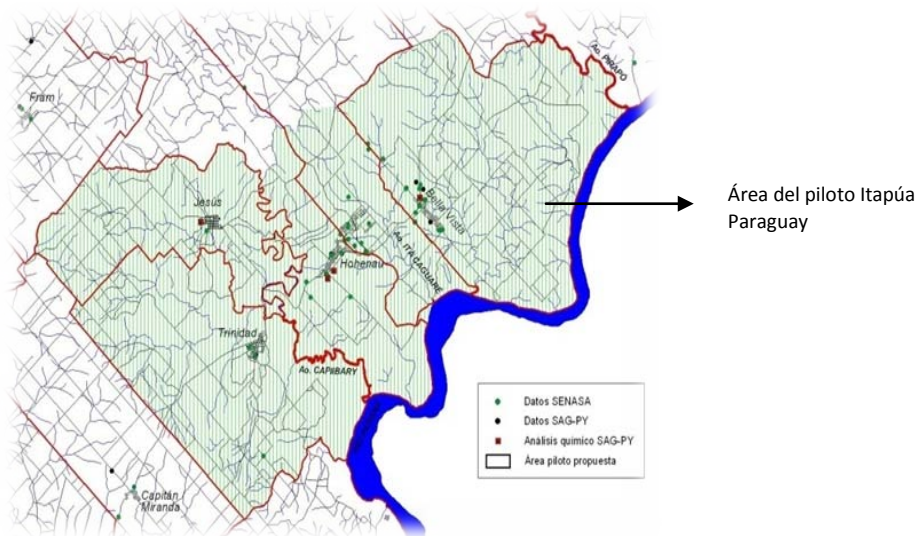 Ao. PIRAPÓ
Fram
Bella Vista
Jesús
Ao. ITA CAGUARE
Hohenau
Trinidad
Ao. CAPIIBARY
Capitán
Miranda
Datos SENASA
Datos SAG-PY
Análisis químico SAG-PY
Área piloto propuesta
Área del piloto Itapúa
Paraguay